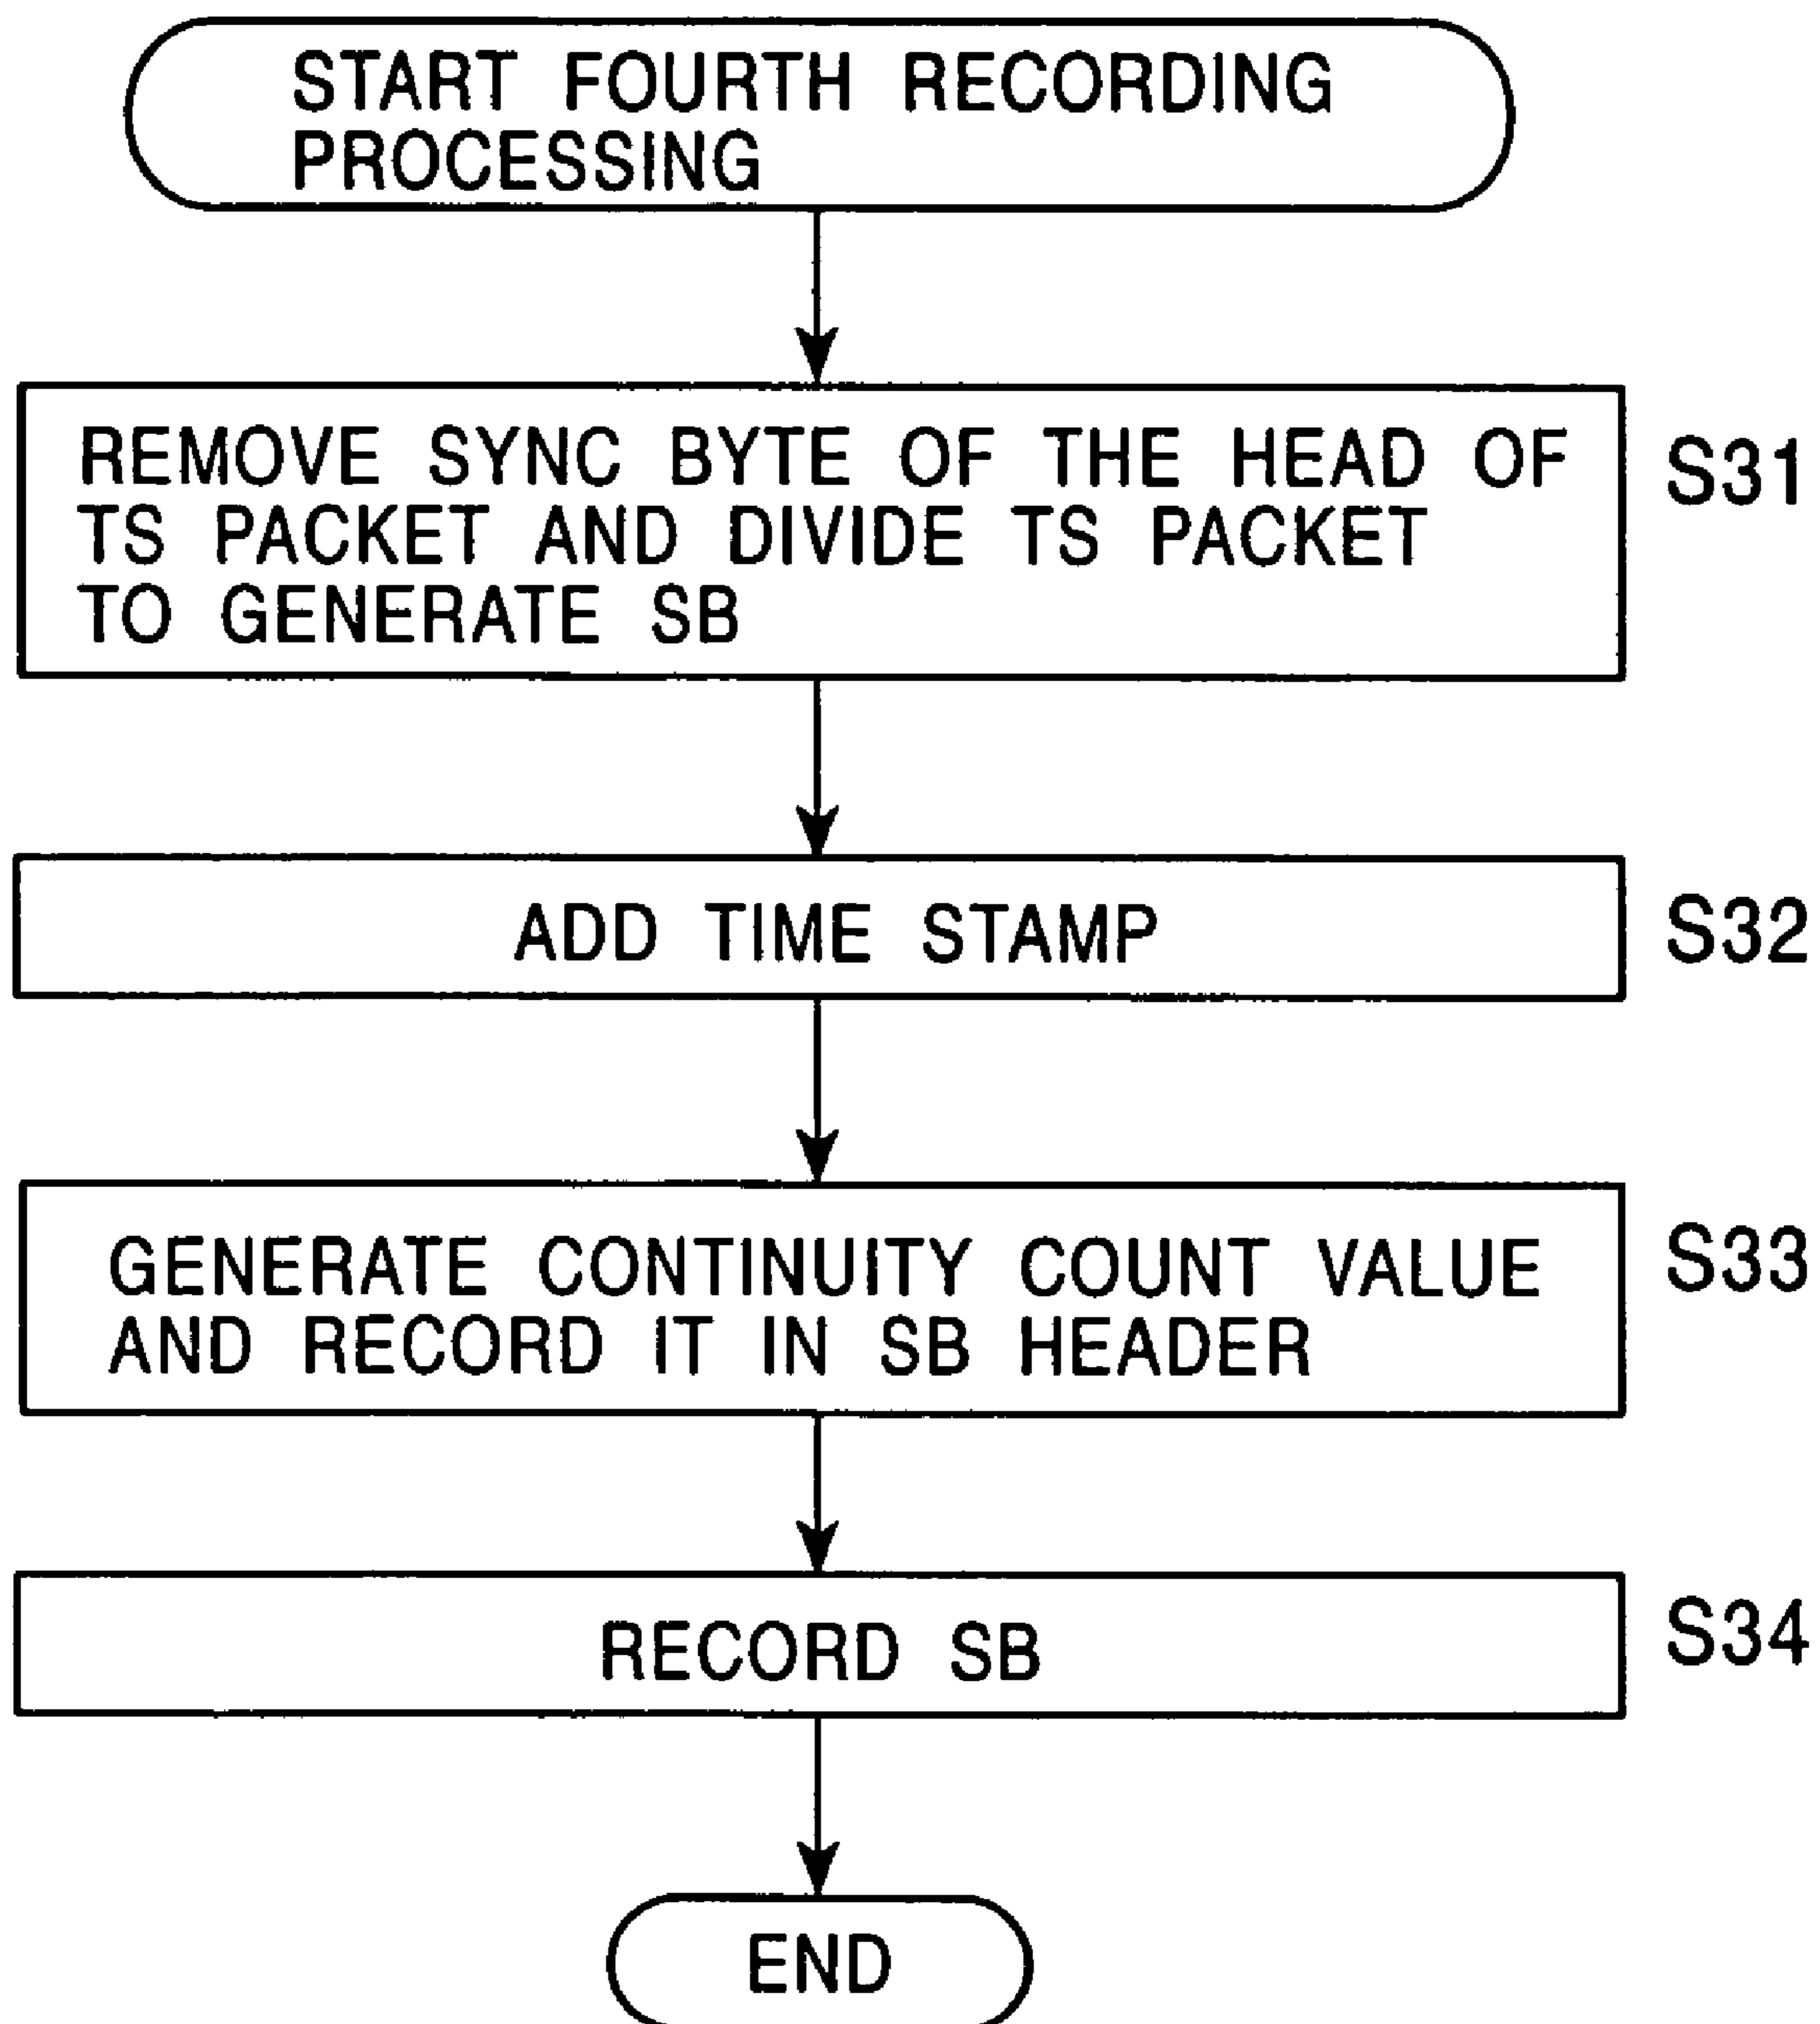 START FOURTH RECORDING
PROCESSING
REMOVE SYNC BYTE OF THE HEAD OF
TS PACKET AND DIVIDE TS PACKET
TO GENERATE SB
S31
ADD TIME STAMP
S32
GENERATE CONTINUITY COUNT VALUE
AND RECORD IT IN SB HEADER
S33
RECORD SB
S34
END